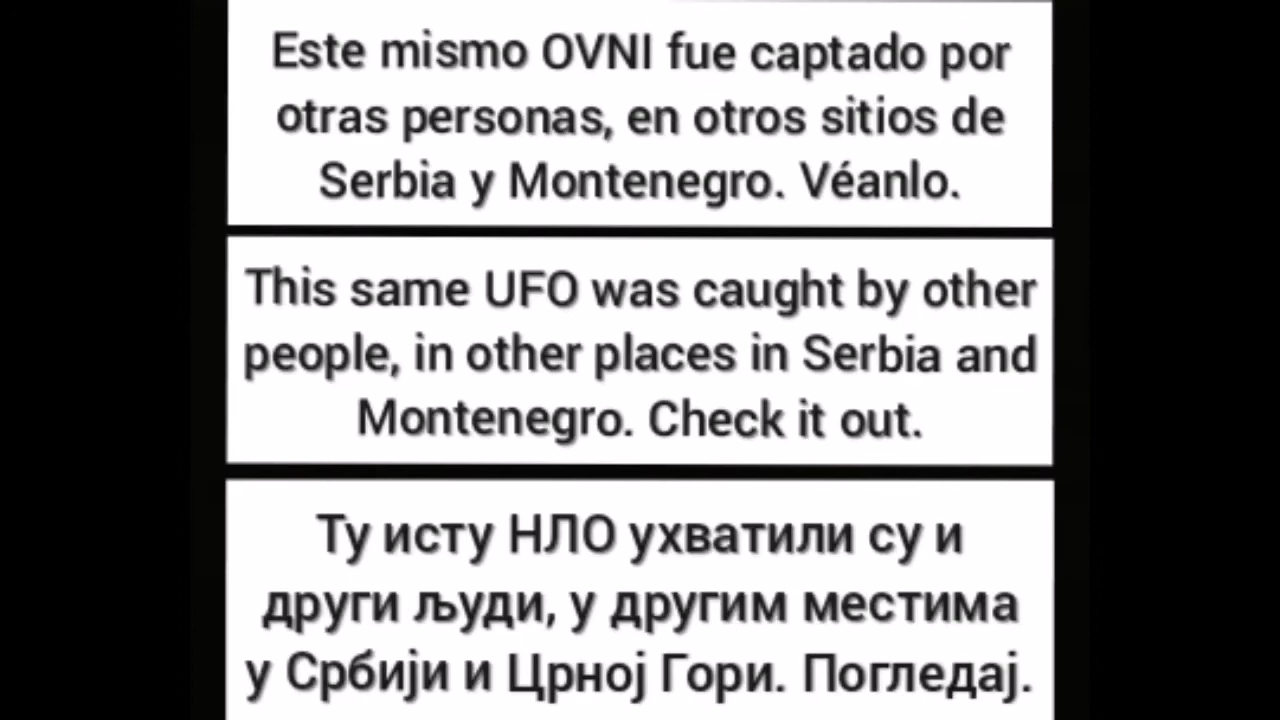 Este mismo OVNI fue captado por
otras personas, en otros sitios de
Serbia y Montenegro. Véanlo.
This same UFO was caught by other
people, in other places in Serbia and
Montenegro. Check it out.
Ту исту НЛО ухватили су и
други људи, у другим местима
у Србији и Црној Гори. Погледај.